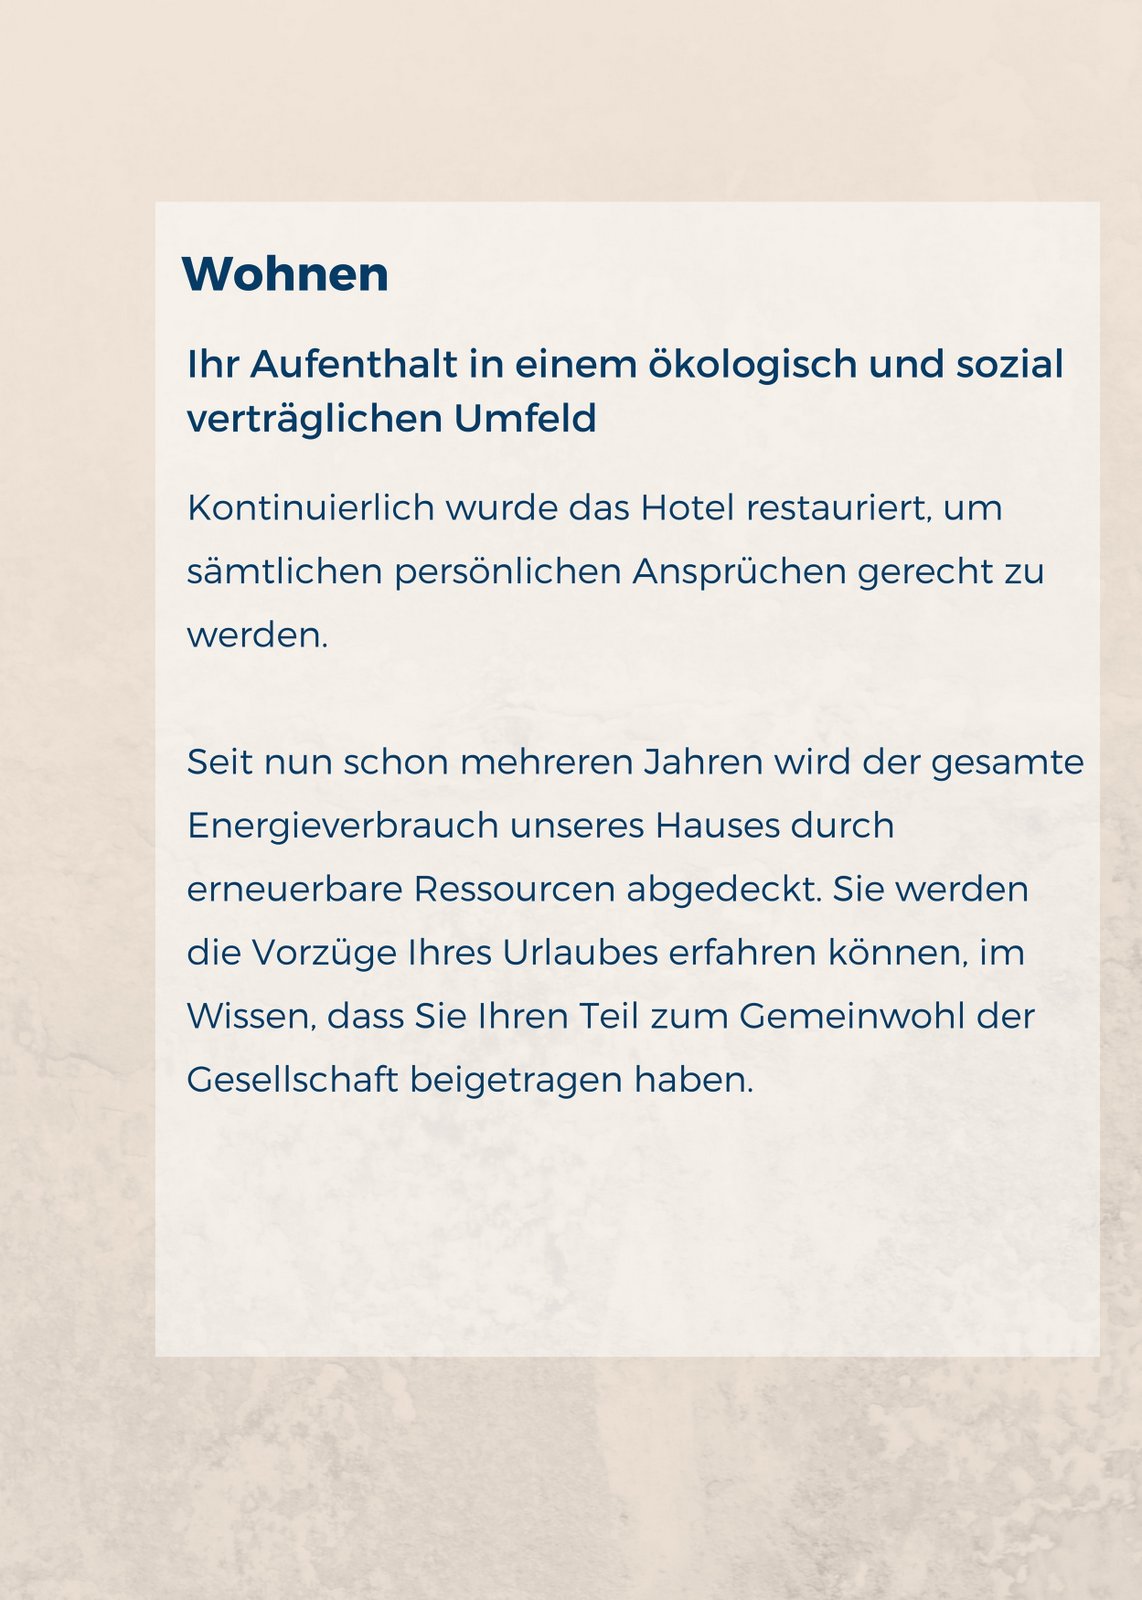 Wohnen
Ihr Aufenthalt in einem ökologisch und sozial
verträglichen Umfeld
Kontinuierlich wurde das Hotel restauriert, um
sämtlichen persönlichen Ansprüchen gerecht zu
werden.
Seit nun schon mehreren Jahren wird der gesamte
Energieverbrauch unseres Hauses durch
erneuerbare Ressourcen abgedeckt. Sie werden
die Vorzüge Ihres Urlaubes erfahren können, im
Wissen, dass Sie Ihren Teil zum Gemeinwohl der
Gesellschaft beigetragen haben.